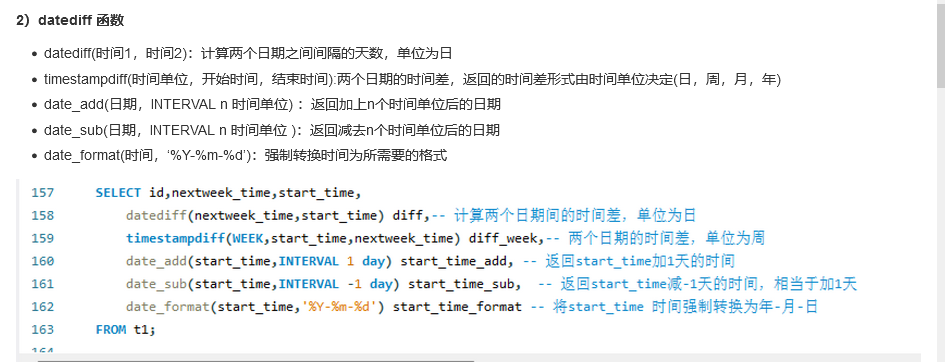 2）datediff 函数
datediff(时间1，时间2)：计算两个日期之间间隔的天数，单位为日
timestampdiff(时间单位，开始时间，结束时间):两个日期的时间差，返回的时间差形式由时间单位决定(日，周，月，年)
date_add(日期，INTERVAL n 时间单位) ：返回加上n个时间单位后的日期
date_sub(日期，INTERVAL n 时间单位 )：返回减去n个时间单位后的日期
date_format(时间，‘%Y-%m-%d’)：强制转换时间为所需要的格式
157 SELECT id,nextweek_time,start_time,
158 datediff(nextweek_time,start_time) diff,-- 计算两个日期间的时间差，单位为日
159 timestampdiff(WEEK,start_time,nextweek_time) diff_week,-- 两个日期的时间差，单位为周
160 date_add(start_time,INTERVAL 1 day) start_time_add, -- 返回start_time加1天的时间
161 date_sub(start_time,INTERVAL -1 day) start_time_sub, -- 返回start_time减-1天的时间，相当于加1天
162 date_format(start_time,'%Y-%m-%d') start_time_format -- 将start_time 时间强制转换为年-月-日
163 FROM t1;
164